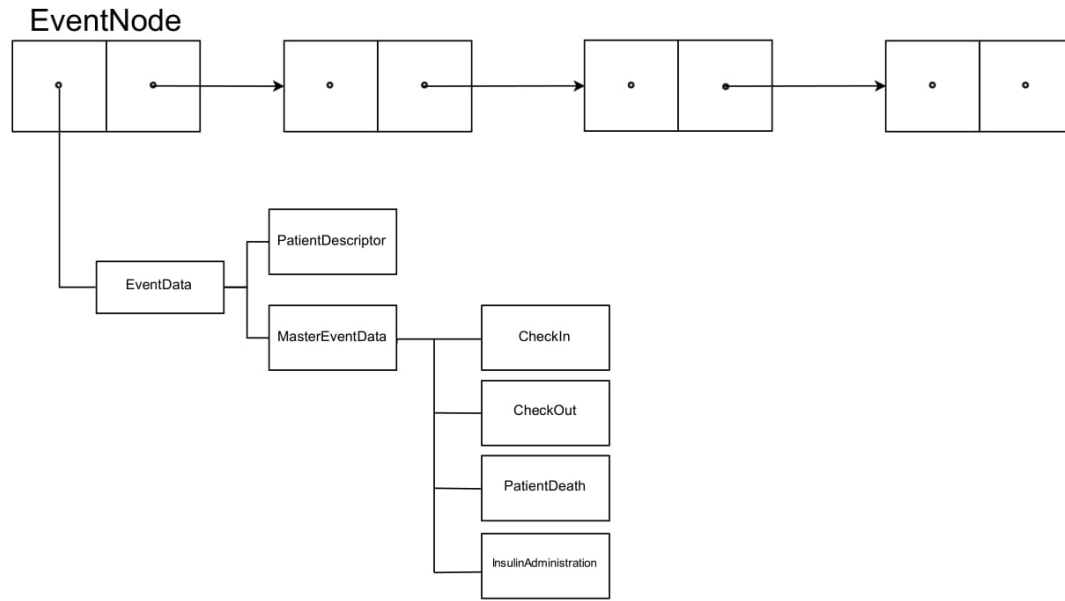 EventNode
PatientDescriptor
EventData
MasterEventData
CheckIn
CheckOut
PatientDeath
InsulinAdministration